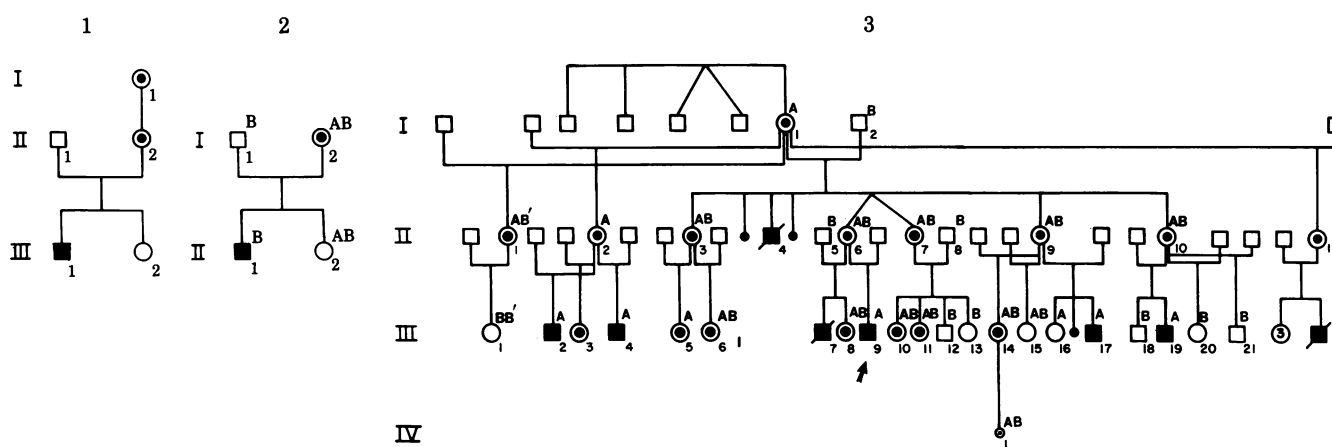 1 2 3
I 1
II 1 2
III 1 2
I B 1 AB 2
II B 1 AB 2
I A 1 B 2
II AB' 1 A 2 AB 3 4 B 5 AB 6 AB 7 B 8 AB 9 AB 10 1
III BB' 1 A 2 3 A 4 A 5 AB 6 1 7 AB 8 A 9 AB 10 AB 11 B 12 13 AB 14 AB 15 A 16 A 17 B 18 A 19 B 20 B 21 3
IV AB 1